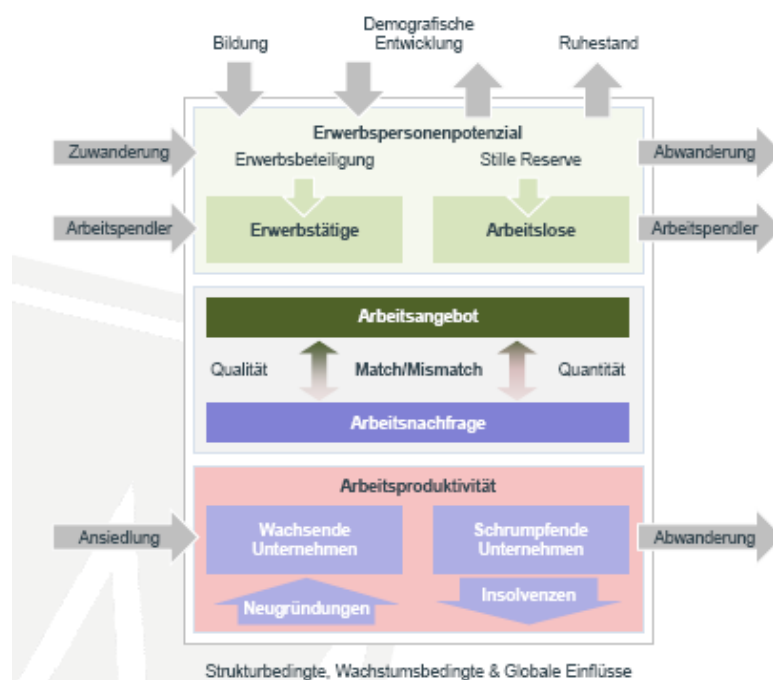 Bildung
Demografische
Entwicklung
Ruhestand
Erwerbspersonenpotenzial
Zuwanderung
Erwerbsbeteiligung
Stille Reserve
Abwanderung
Arbeitspendler
Erwerbstätige
Arbeitslose
Arbeitspendler
Arbeitsangebot
Qualität
Match/Mismatch
Quantität
Arbeitsnachfrage
Arbeitsproduktivität
Ansiedlung
Wachsende
Unternehmen
Schrumpfende
Unternehmen
Abwanderung
Neugründungen
Insolvenzen
Strukturbedingte, Wachstumsbedingte & Globale Einflüsse